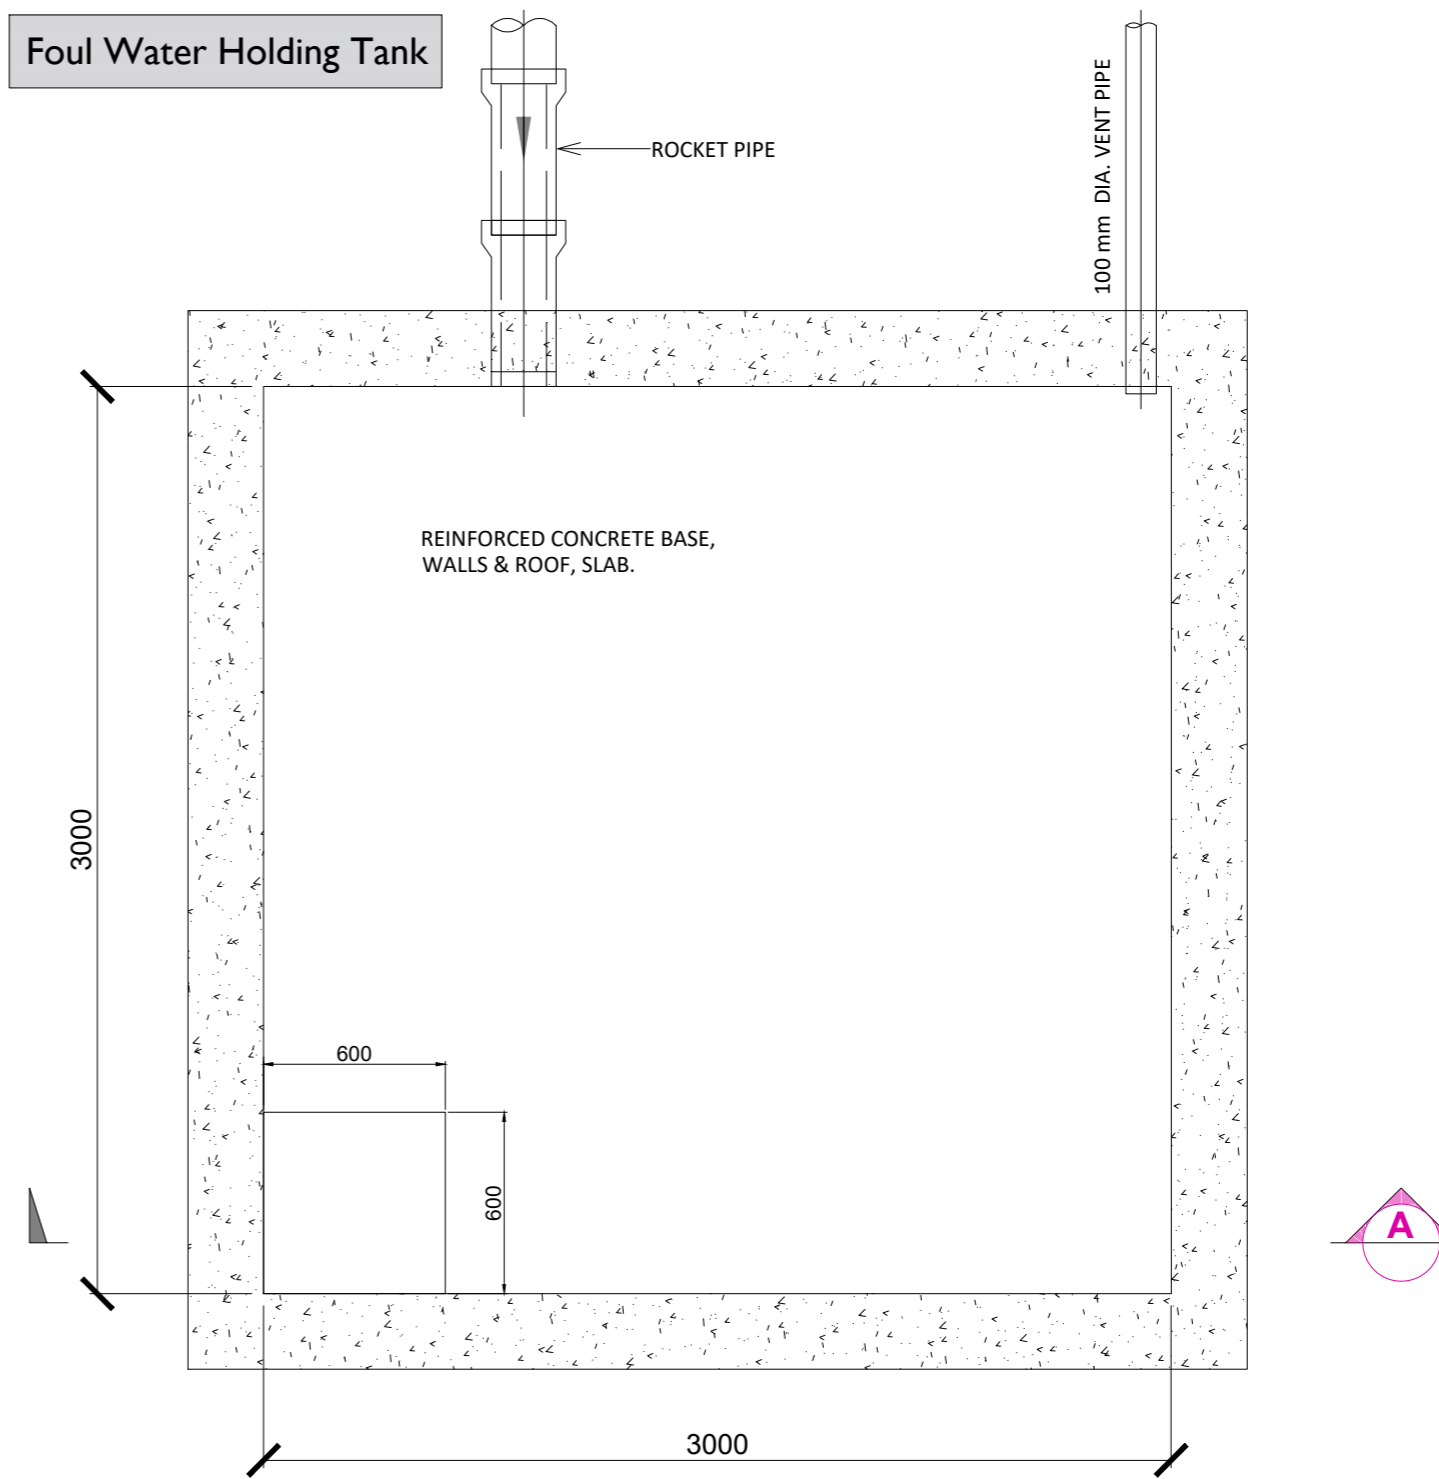 Foul Water Holding Tank
ROCKET PIPE
100 mm DIA. VENT PIPE
REINFORCED CONCRETE BASE,
WALLS & ROOF, SLAB.
3000
600
600
A
3000